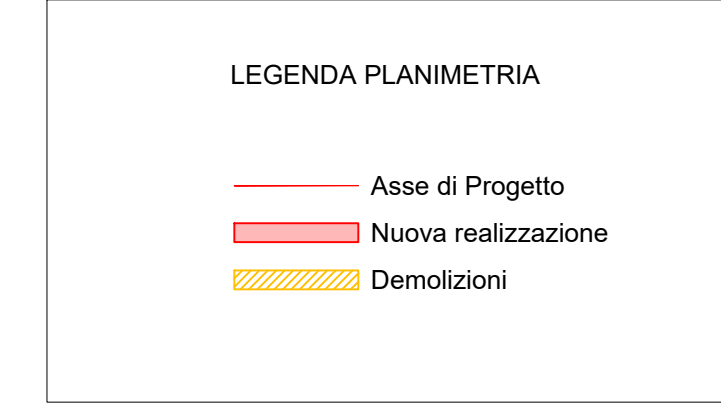 LEGENDA PLANIMETRIA
Asse di Progetto
Nuova realizzazione
Demolizioni